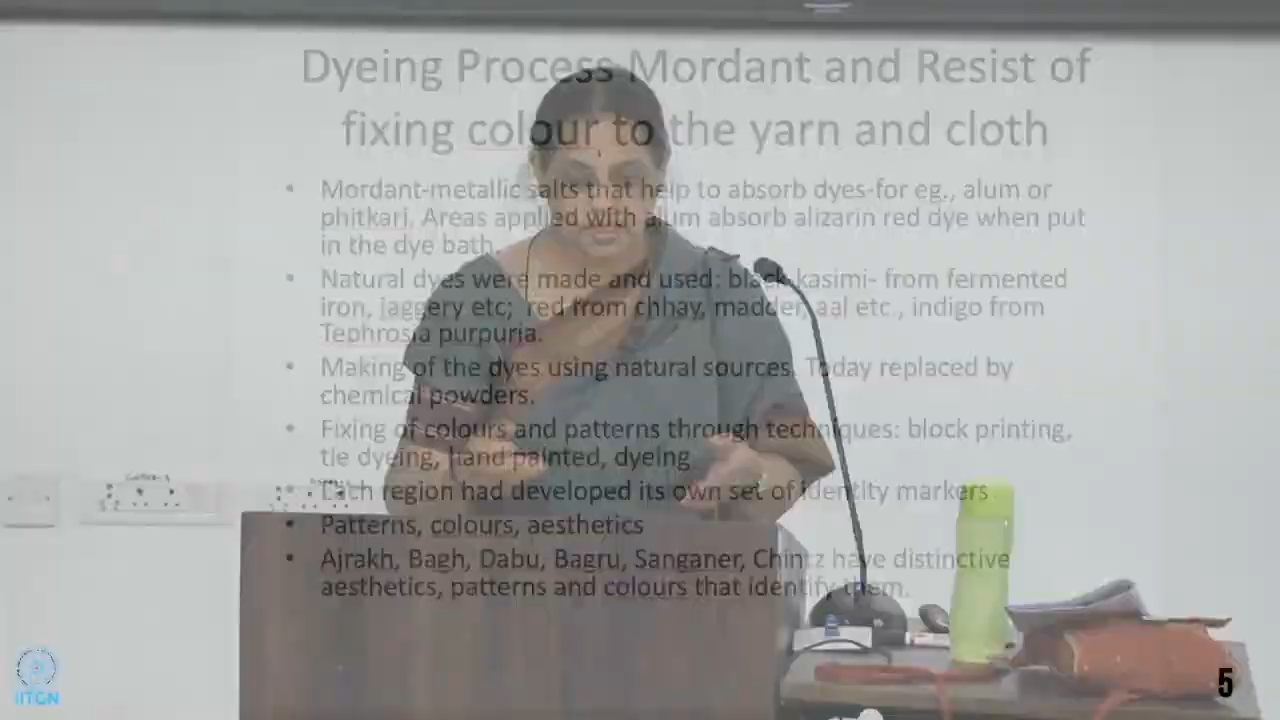 Dyeing Process Mordant and Resist of
fixing colour to the yarn and cloth
• Mordant-metallic salts that help to absorb dyes-for eg., alum or
phitkari. Areas applied with alum absorb alizarin red dye when put
in the dye bath.
• Natural dyes were made and used: black-kasimi- from fermented
iron, jaggery etc; red from chhay, madder, aal etc., indigo from
Tephrosia purpuria.
• Making of the dyes using natural sources. Today replaced by
chemical powders.
• Fixing of colours and patterns through techniques: block printing,
tie dyeing, hand painted, dyeing
• Each region had developed its own set of identity markers
• Patterns, colours, aesthetics
• Ajrakh, Bagh, Dabu, Bagru, Sanganer, Chintz have distinctive
aesthetics, patterns and colours that identify them.
IITGN
5